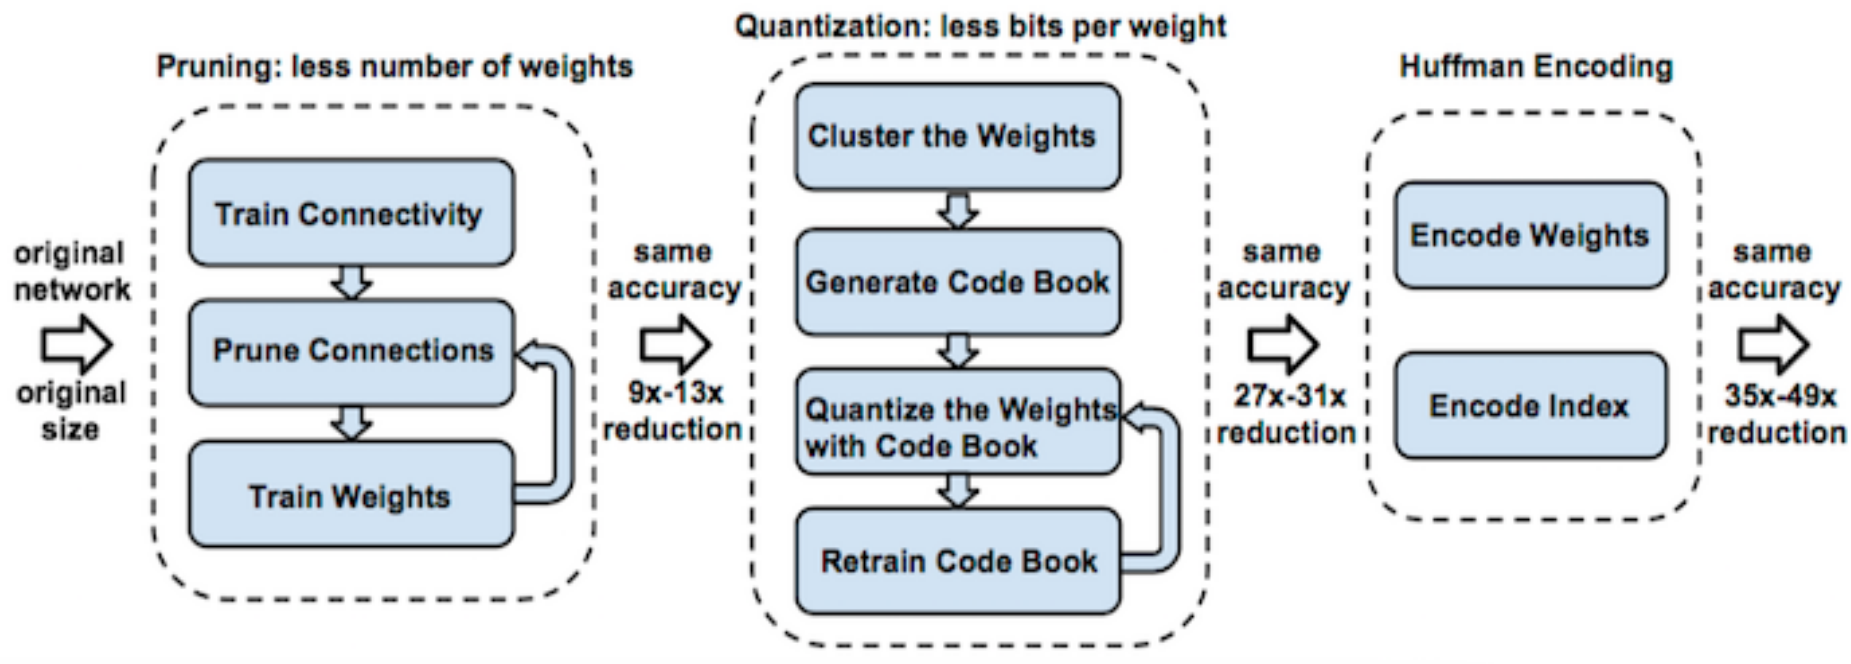 Pruning: less number of weights
Train Connectivity
Prune Connections
Train Weights
original
network
original
size
same
accuracy
9x-13x
reduction
Quantization: less bits per weight
Cluster the Weights
Generate Code Book
Quantize the Weights
with Code Book
Retrain Code Book
same
accuracy
27x-31x
reduction
Huffman Encoding
Encode Weights
Encode Index
same
accuracy
35x-49x
reduction